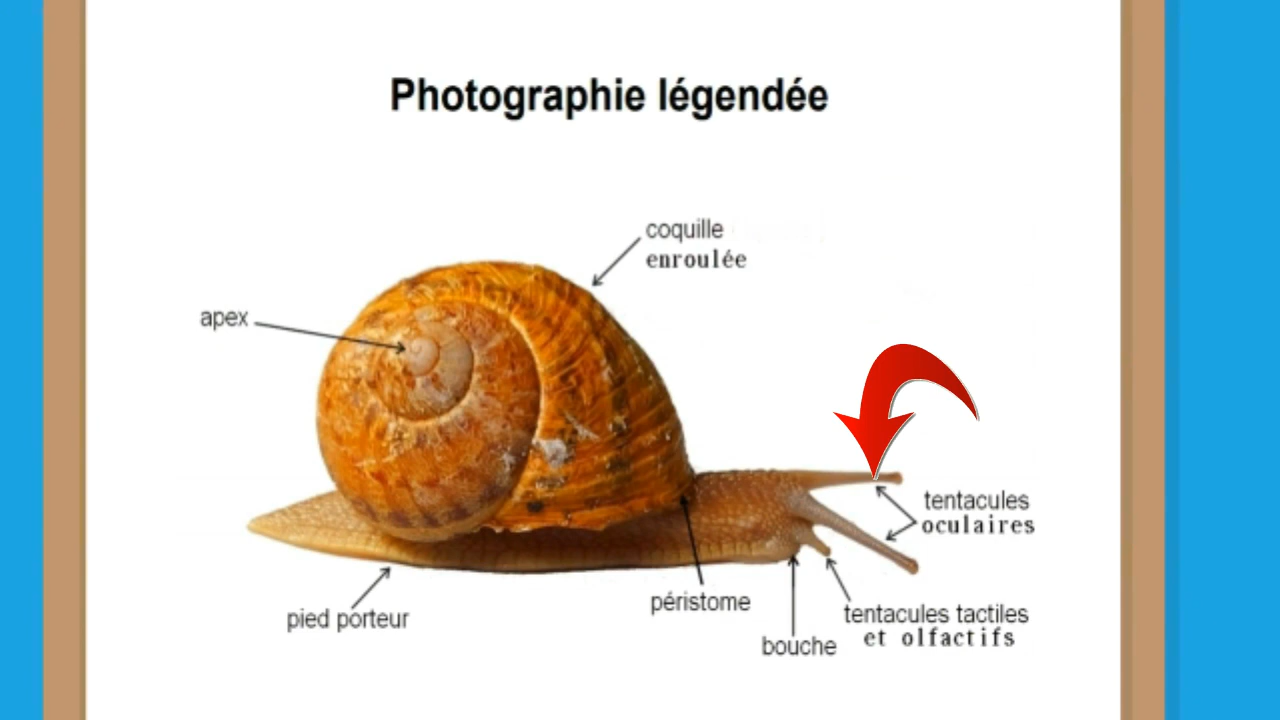 Photographie légendée
coquille
enroulée
apex
tentacules
oculaires
péristome
tentacules tactiles
et olfactifs
pied porteur
bouche